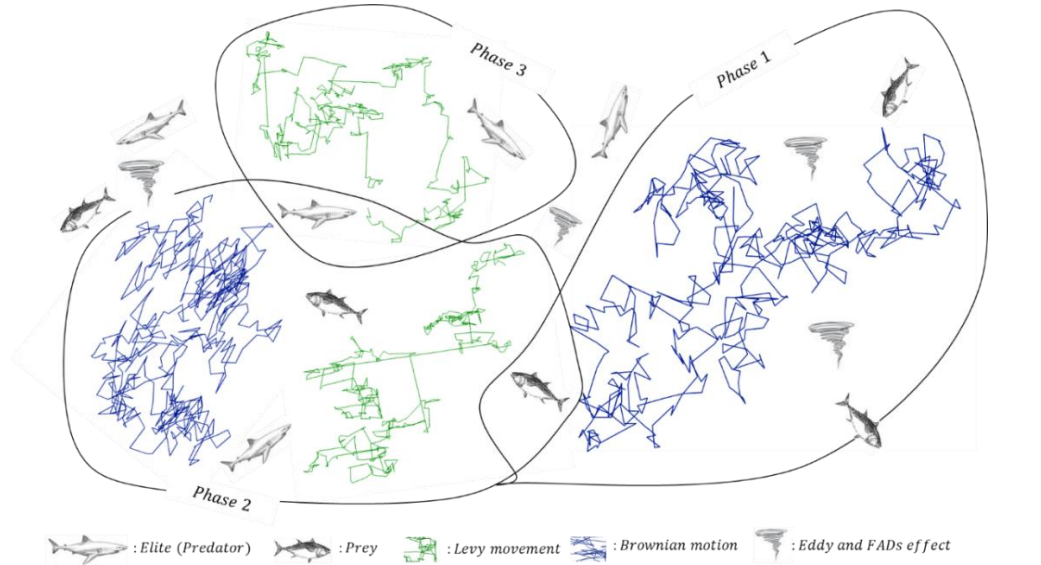 Phase 3
Phase 1
Phase 2
: Elite (Predator)
: Prey
: Levy movement
: Brownian motion
: Eddy and FADs effect